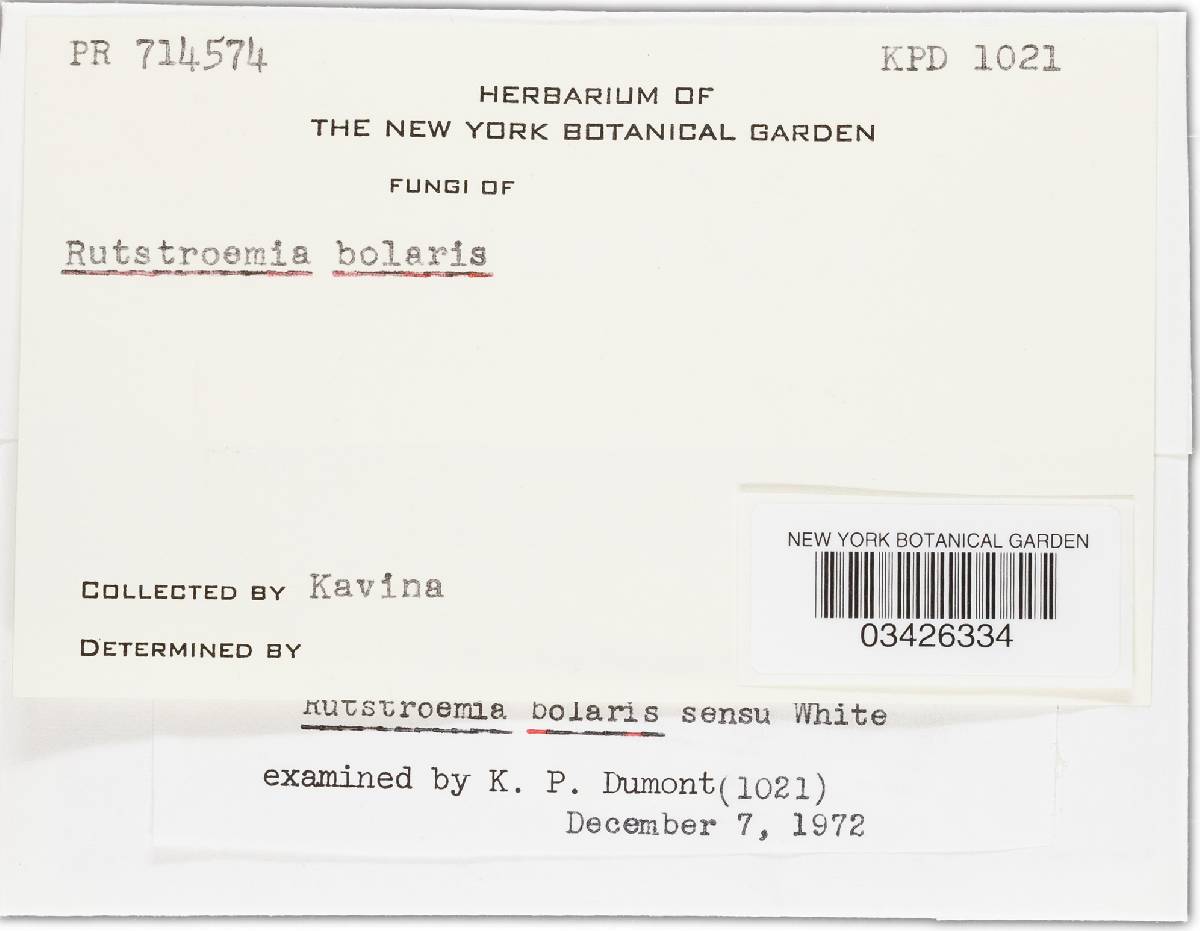 PR 714574
KPD 1021
HERBARIUM OF
THE NEW YORK BOTANICAL GARDEN
FUNGI OF
Rutstroemia bolaris
COLLECTED BY Kavina
DETERMINED BY
NEW YORK BOTANICAL GARDEN
03426334
Rutstroemia bolaris sensu White
examined by K. P. Dumont(1021)
December 7, 1972